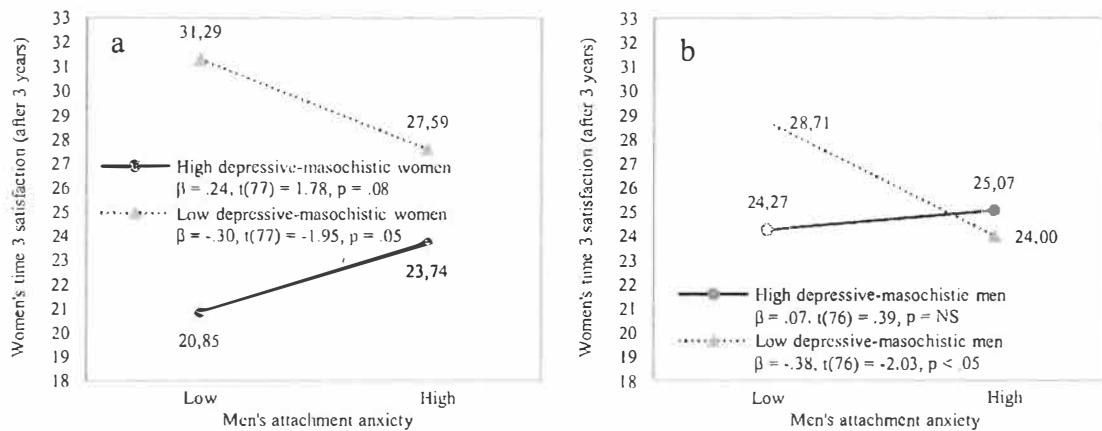 a
Women's time 3 satisfaction (after 3 years)
33
32
31
30
29
28
27
26
25
24
23
22
21
20
19
18
31,29
27,59
High depressive-masochistic women
β = .24, t(77) = 1.78, p = .08
Low depressive-masochistic women
β = -.30, t(77) = -1.95, p = .05
23,74
20,85
Low
High
Men's attachment anxiety
b
Women's time 3 satisfaction (after 3 years)
33
32
31
30
29
28
27
26
25
24
23
22
21
20
19
18
28,71
24,27
25,07
24,00
High depressive-masochistic men
β = .07, t(76) = .39, p = NS
Low depressive-masochistic men
β = -.38, t(76) = -2.03, p < .05
Low
High
Men's attachment anxiety